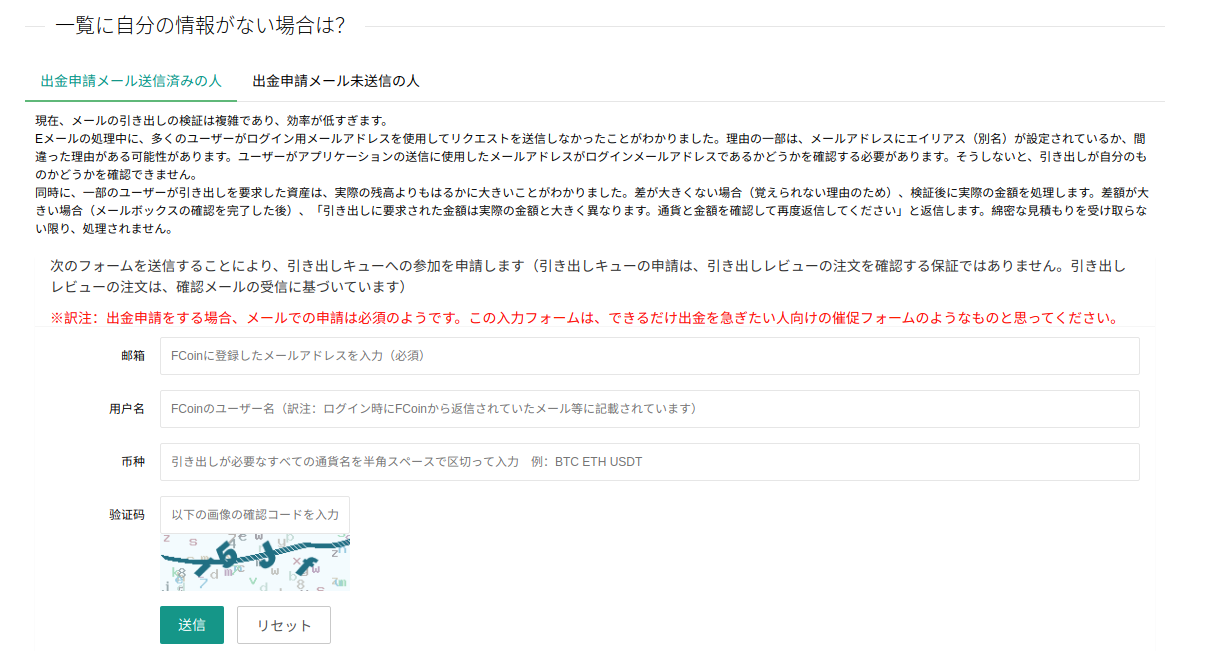 一覧に自分の情報がない場合は?
出金申請メール送信済みの人 出金申請メール未送信の人
現在、メールの引き出しの検証は複雑であり、効率が低すぎます。
Eメールの処理中に、多くのユーザーがログイン用メールアドレスを使用してリクエストを送信しなかったことがわかりました。理由の一部は、メールアドレスにエイリアス（別名）が設定されているか、間
違った理由がある可能性があります。ユーザーがアプリケーションの送信に使用したメールアドレスがログインメールアドレスであるかどうかを確認する必要があります。そうしないと、引き出しが自分のも
のかどうかを確認できません。
同時に、一部のユーザーが引き出しを要求した資産は、実際の残高よりもはるかに大きいことがわかりました。差が大きくない場合（覚えられない理由のため）、検証後に実際の金額を処理します。差額が大
きい場合（メールボックスの確認を完了した後）、「引き出しに要求された金額は実際の金額と大きく異なります。通貨と金額を確認して再度返信してください」と返信します。綿密な見積もりを受け取らな
い限り、処理されません。
次のフォームを送信することにより、引き出しキューへの参加を申請します（引き出しキューの申請は、引き出しレビューの注文を確認する保証ではありません。引き出し
レビューの注文は、確認メールの受信に基づいています）
※訳注：出金申請をする場合、メールでの申請は必須のようです。この入力フォームは、できるだけ出金を急ぎたい人向けの催促フォームのようなものと思ってください。
邮箱 FCoinに登録したメールアドレスを入力（必須）
用户名 FCoinのユーザー名（訳注：ログイン時にFCoinから返信されていたメール等に記載されています）
币种 引き出しが必要なすべての通貨名を半角スペースで区切って入力　例：BTC ETH USDT
验证码 以下の画像の確認コードを入力
送信 リセット